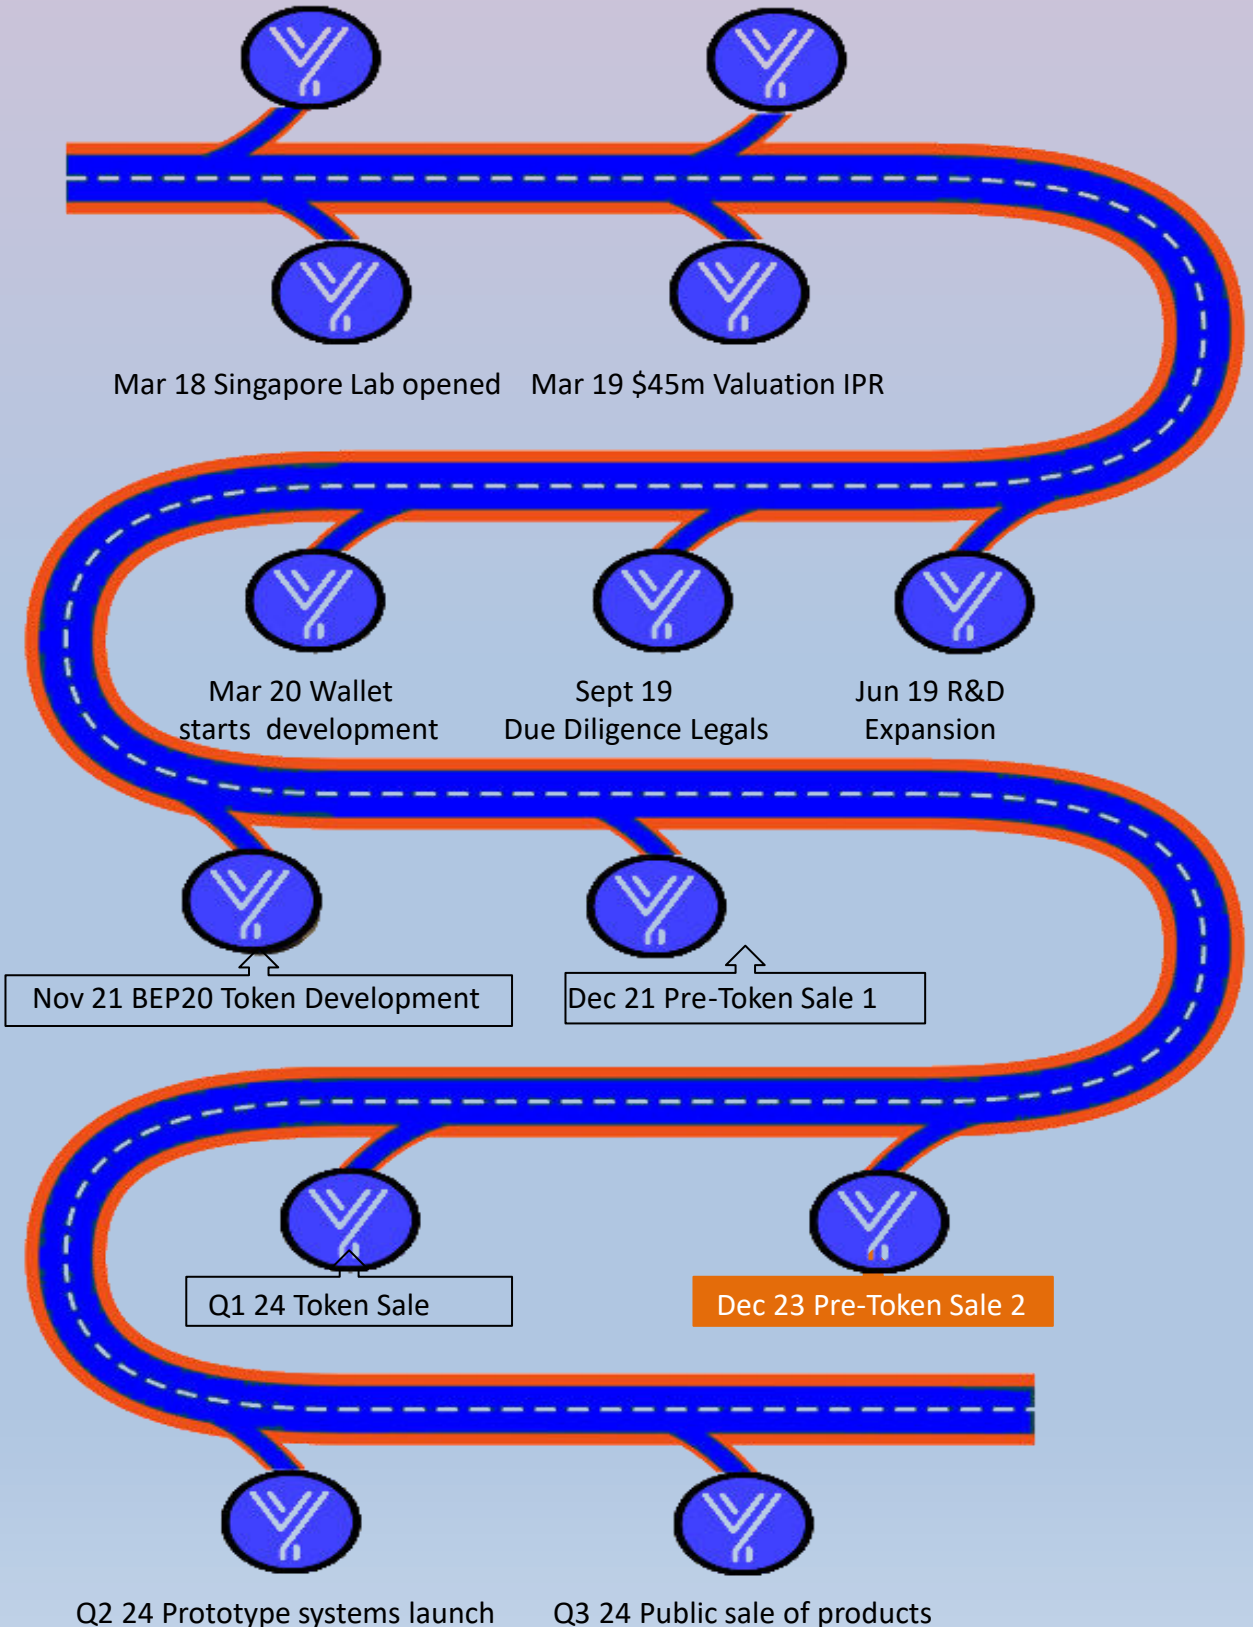 Mar 18 Singapore Lab opened
Mar 19 $45m Valuation IPR
Mar 20 Wallet
starts  development
Sept 19
Due Diligence Legals
Jun 19 R&D
Expansion
Nov 21 BEP20 Token Development
Dec 21 Pre-Token Sale 1
Q1 24 Token Sale
Dec 23 Pre-Token Sale 2
Q2 24 Prototype systems launch
Q3 24 Public sale of products